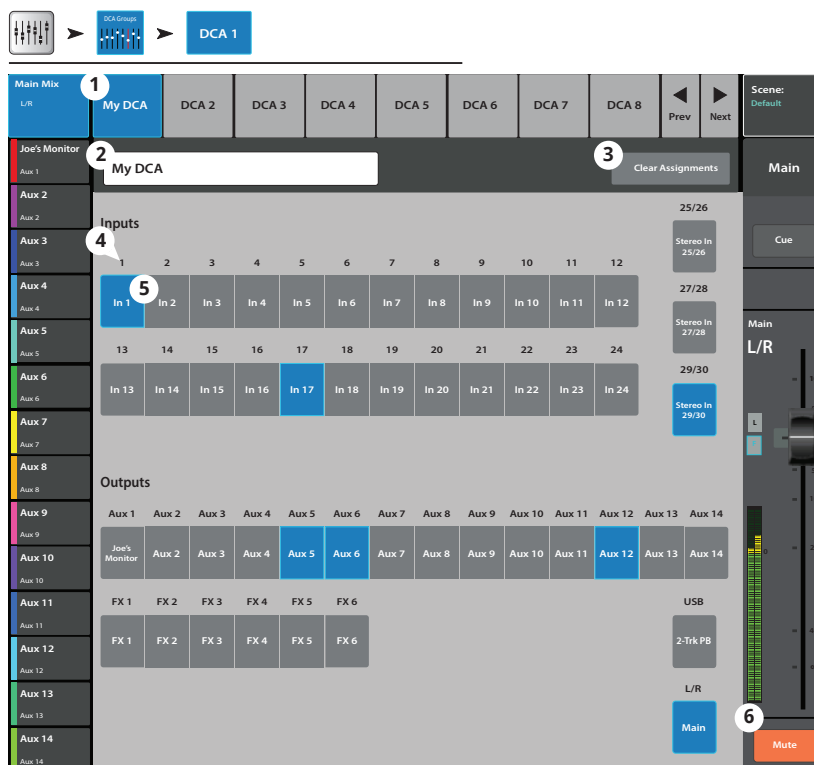 DCA Groups
DCA 1
Main Mix
L/R
1
My DCA
DCA 2
DCA 3
DCA 4
DCA 5
DCA 6
DCA 7
DCA 8
Prev
Next
Scene:
Default
Joe's Monitor
Aux 1
2
My DCA
3
Clear Assignments
Main
Aux 2
Aux 2
Aux 3
Aux 3
Aux 4
Aux 4
Aux 5
Aux 5
Aux 6
Aux 6
Aux 7
Aux 7
Aux 8
Aux 8
Aux 9
Aux 9
Aux 10
Aux 10
Aux 11
Aux 11
Aux 12
Aux 12
Aux 13
Aux 13
Aux 14
Aux 14
Inputs
4
1 2 3 4 5 6 7 8 9 10 11 12
5
In 1 In 2 In 3 In 4 In 5 In 6 In 7 In 8 In 9 In 10 In 11 In 12
13 14 15 16 17 18 19 20 21 22 23 24
In 13 In 14 In 15 In 16 In 17 In 18 In 19 In 20 In 21 In 22 In 23 In 24
25/26
Stereo In
25/26
27/28
Stereo In
27/28
29/30
Stereo In
29/30
Outputs
Aux 1 Aux 2 Aux 3 Aux 4 Aux 5 Aux 6 Aux 7 Aux 8 Aux 9 Aux 10 Aux 11 Aux 12 Aux 13 Aux 14
Joe's
Monitor
Aux 2 Aux 3 Aux 4 Aux 5 Aux 6 Aux 7 Aux 8 Aux 9 Aux 10 Aux 11 Aux 12 Aux 13 Aux 14
FX 1 FX 2 FX 3 FX 4 FX 5 FX 6
FX 1 FX 2 FX 3 FX 4 FX 5 FX 6
USB
2-Trk PB
L/R
Main
Cue
Main
L/R
L
0
6
Mute